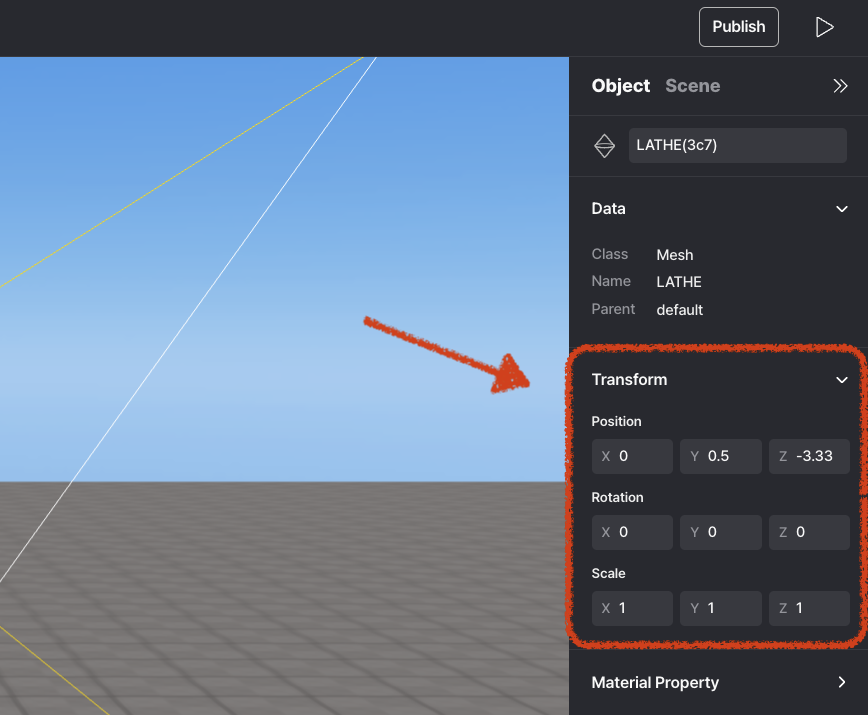 Publish
Object Scene
LATHE(3c7)
Data
Class Mesh
Name LATHE
Parent default
Transform
Position
X 0 Y 0.5 Z -3.33
Rotation
X 0 Y 0 Z 0
Scale
X 1 Y 1 Z 1
Material Property